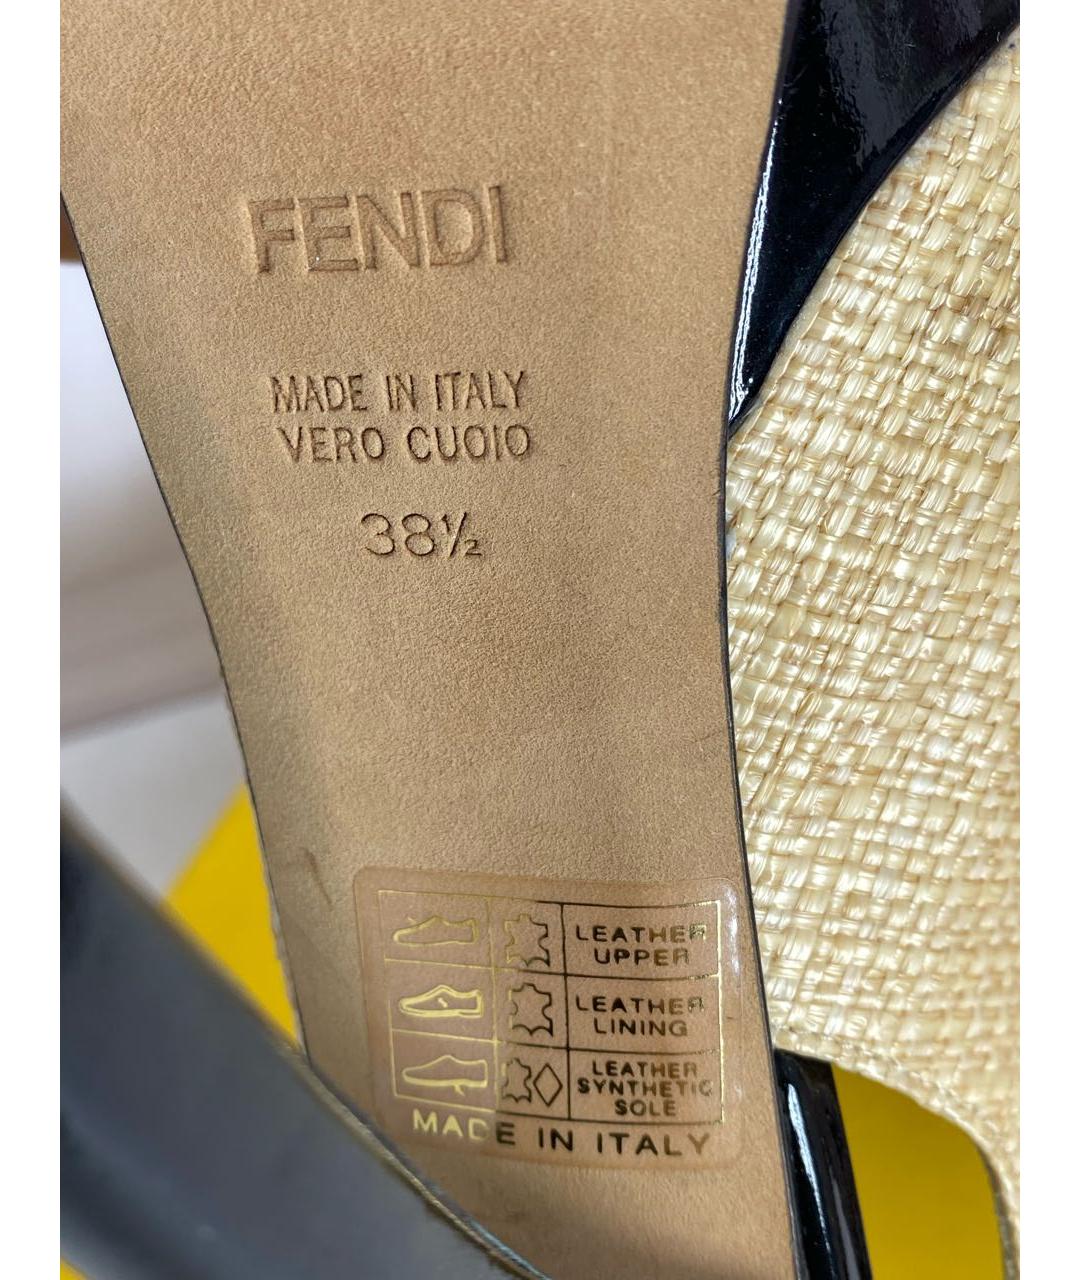 FENDI
MADE IN ITALY
VERO CUOIO
38½
LEATHER
UPPER
LEATHER
LINING
LEATHER
SYNTHETIC
SOLE
MADE IN ITALY